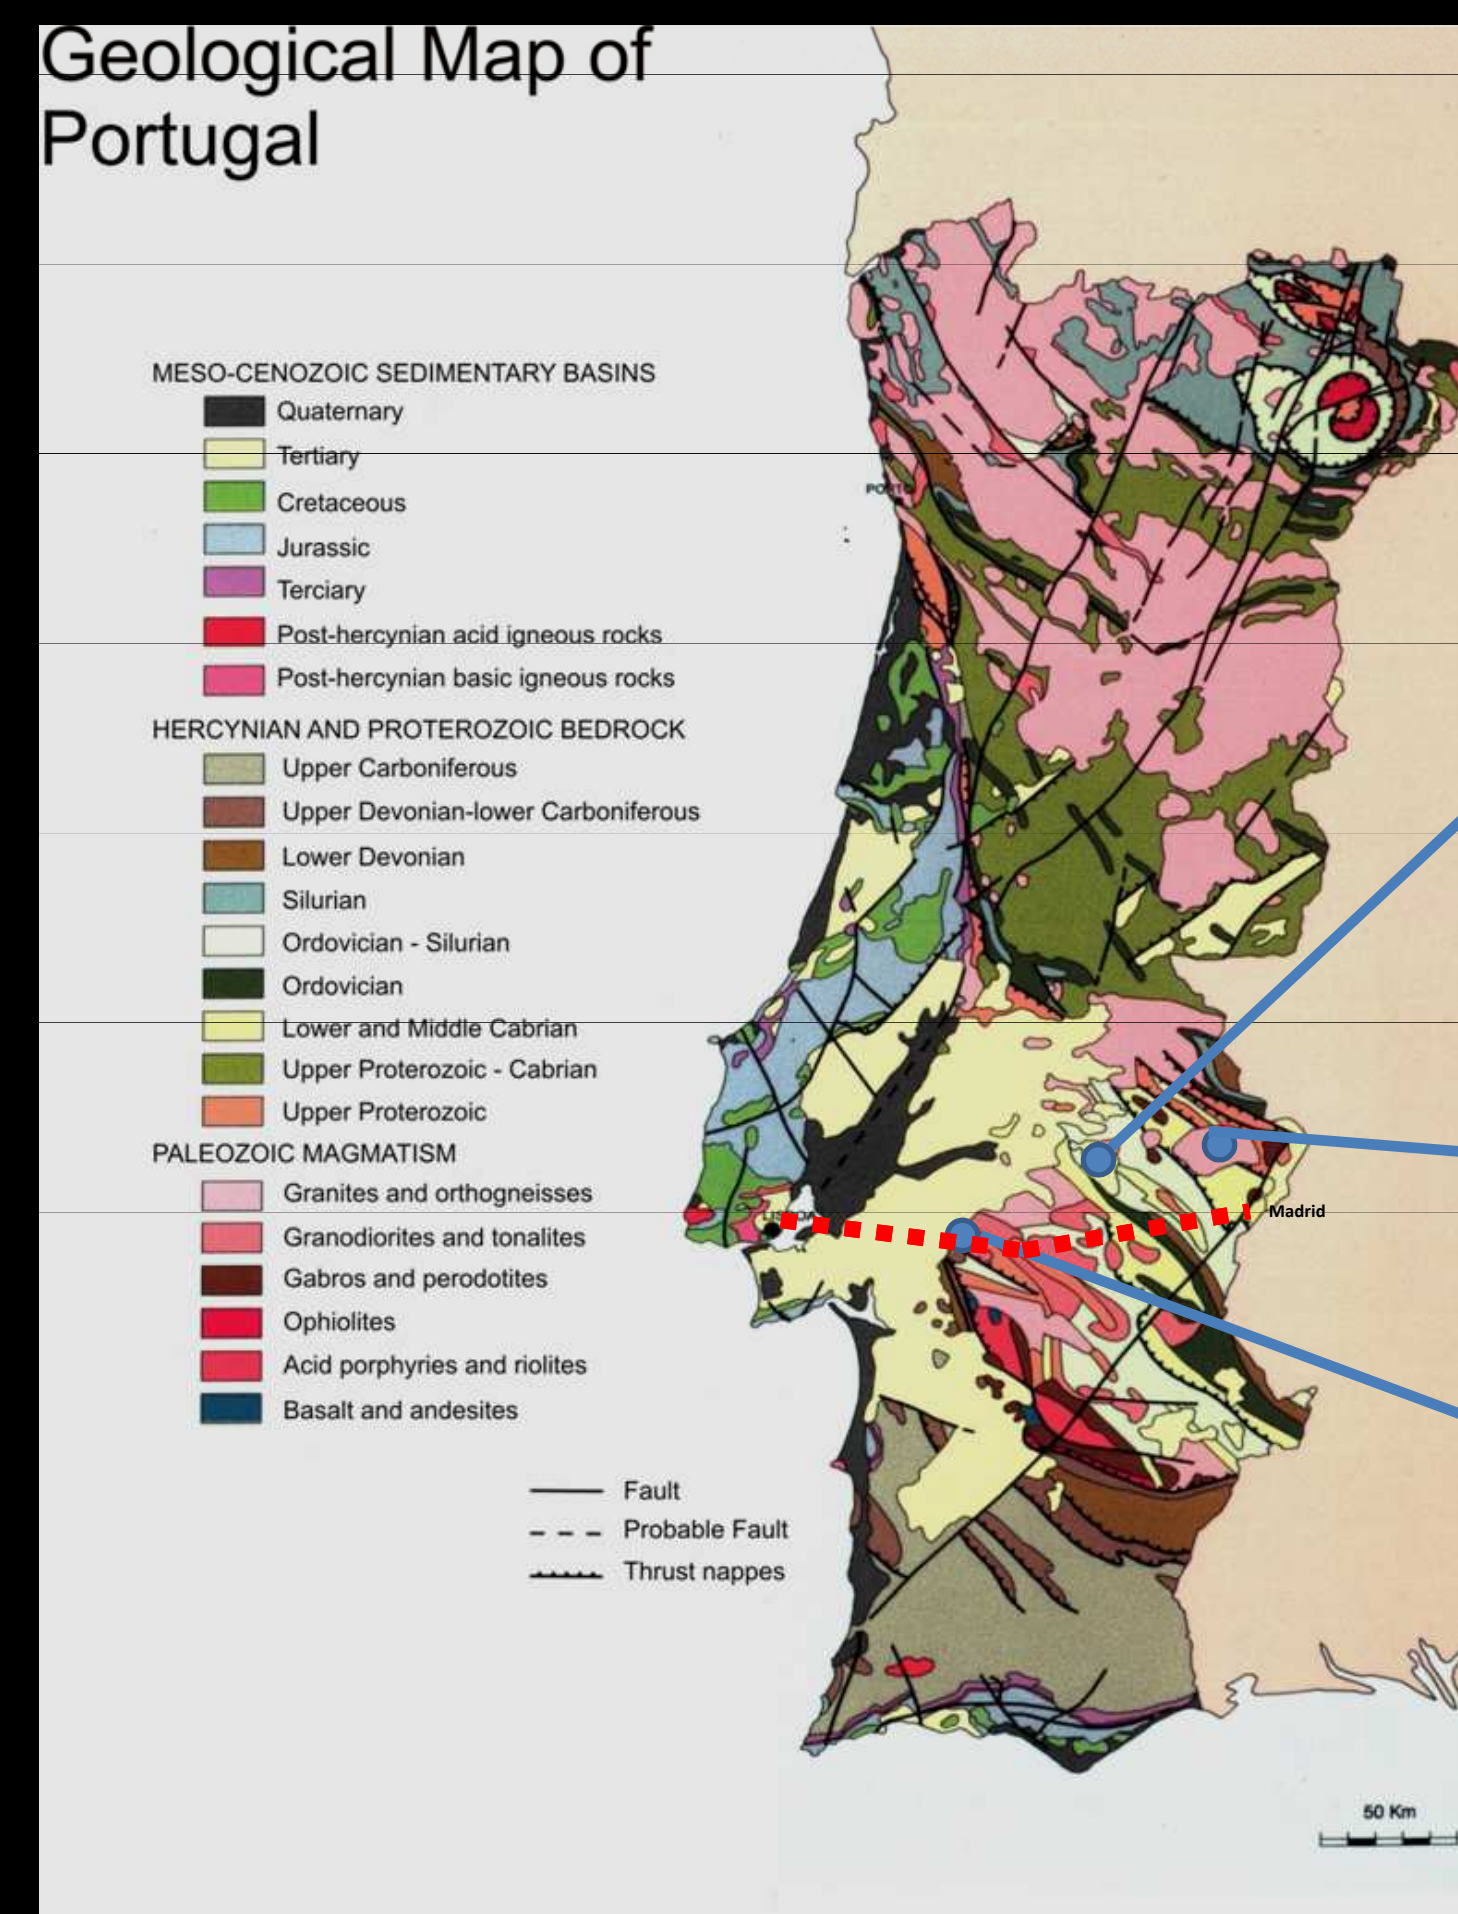 Geological Map of
Portugal
MESO-CENOZOIC SEDIMENTARY BASINS
Quaternary
Tertiary
Cretaceous
Jurassic
Terciary
Post-hercynian acid igneous rocks
Post-hercynian basic igneous rocks
HERCYNIAN AND PROTEROZOIC BEDROCK
Upper Carboniferous
Upper Devonian-lower Carboniferous
Lower Devonian
Silurian
Ordovician - Silurian
Ordovician
Lower and Middle Cabrian
Upper Proterozoic - Cabrian
Upper Proterozoic
PALEOZOIC MAGMATISM
Granites and orthogneisses
Granodiorites and tonalites
Gabros and perodotites
Ophiolites
Acid porphyries and riolites
Basalt and andesites
Fault
Probable Fault
Thrust nappes
PORTO
LISBOA
Madrid
50 Km